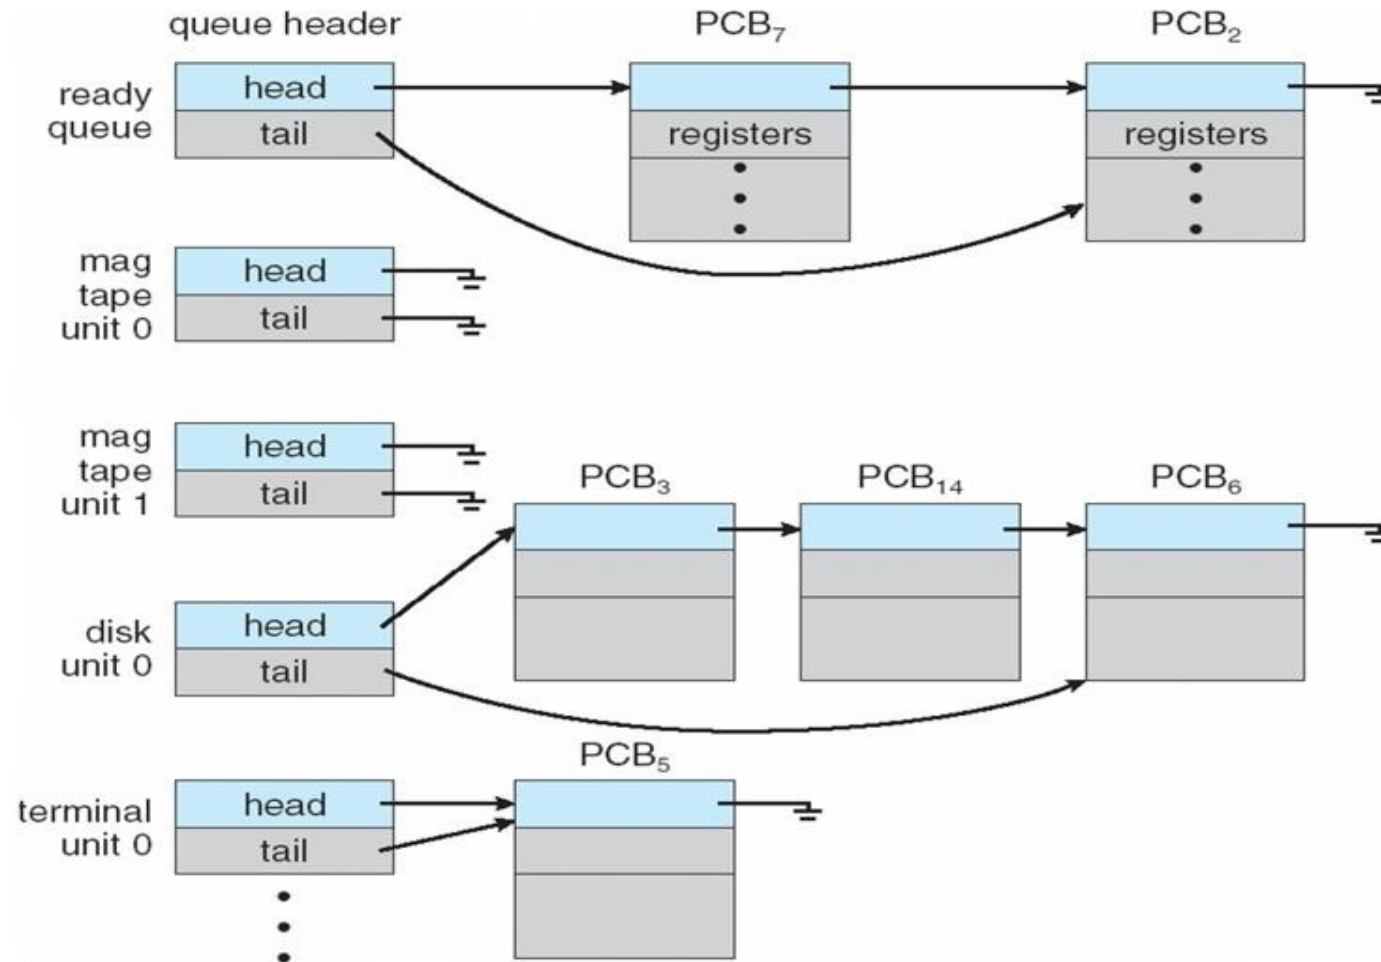 queue header
PCB₇
PCB₂
ready
queue
head
tail
registers
registers
mag
tape
unit 0
head
tail
mag
tape
unit 1
head
tail
PCB₃
PCB₁₄
PCB₆
disk
unit 0
head
tail
PCB₅
terminal
unit 0
head
tail